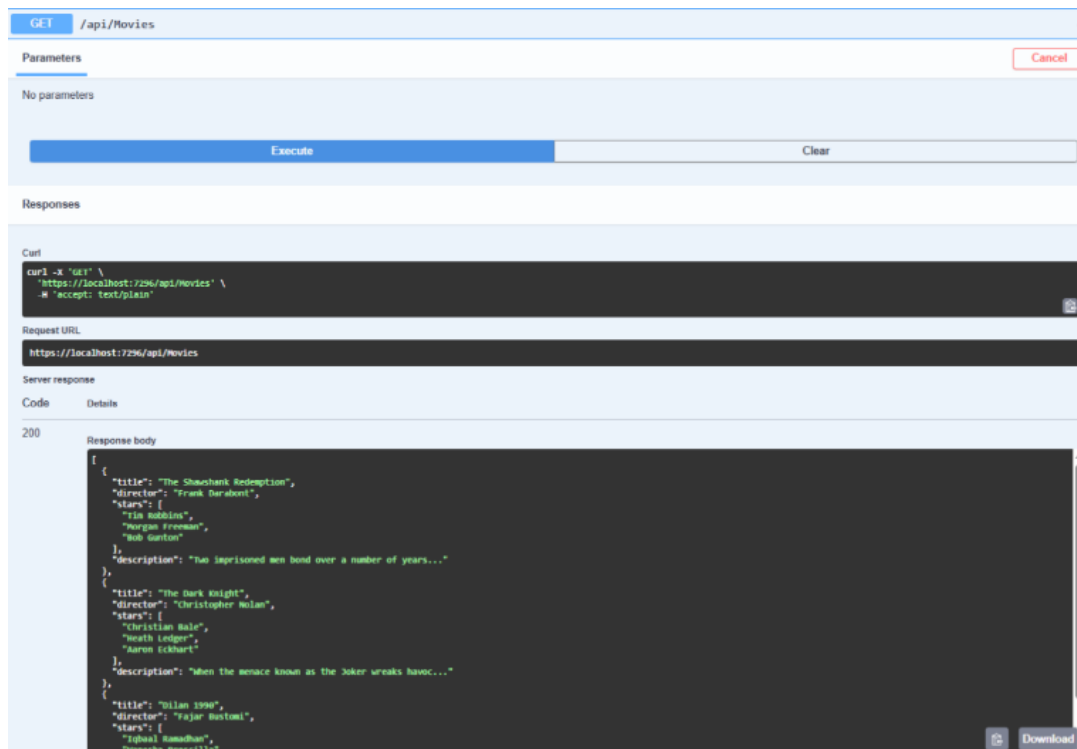 GET /api/Movies
Parameters
Cancel
No parameters
Execute
Clear
Responses
Curl
curl -X 'GET' \
'https://localhost:7296/api/Movies' \
-H 'accept: text/plain'
Request URL
https://localhost:7296/api/Movies
Server response
Code Details
200
Response body
[
{
"title": "The Shawshank Redemption",
"director": "Frank Darabont",
"stars": [
"Tim Robbins",
"Morgan Freeman",
"Bob Gunton"
],
"description": "Two imprisoned men bond over a number of years..."
},
{
"title": "The Dark Knight",
"director": "Christopher Nolan",
"stars": [
"Christian Bale",
"Heath Ledger",
"Aaron Eckhart"
],
"description": "When the menace known as the Joker wreaks havoc..."
},
{
"title": "Dilan 1990",
"director": "Fajar Bustomi",
"stars": [
"Iqbaal Ramadhan",
Download